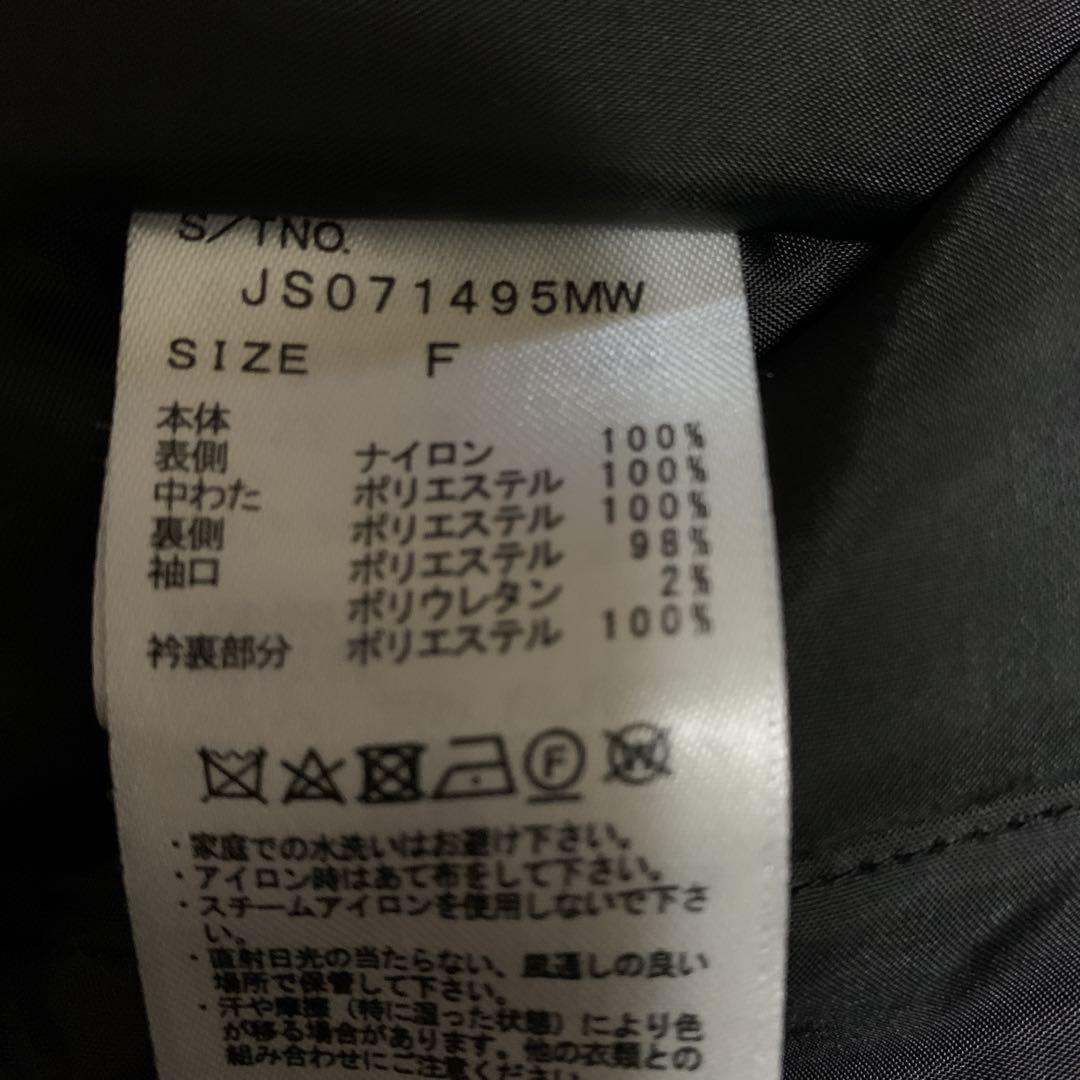 S/TNO.
JS071495MW
SIZE F
本体
表側 ナイロン 100%
中わた ポリエステル 100%
裏側 ポリエステル 100%
袖口 ポリエステル 98%
ポリウレタン 2%
衿裏部分 ポリエステル 100%
F
W
・家庭での水洗いはお避け下さい。
・アイロン時はあて布をして下さい。
・スチームアイロンを使用しないで下さ
い。
・直射日光の当たらない、風通しの良い
場所で保管して下さい。
・汗や摩擦（特に湿った状態）により色
が移る場合があります。他の衣類との
組み合わせにご注意ください。